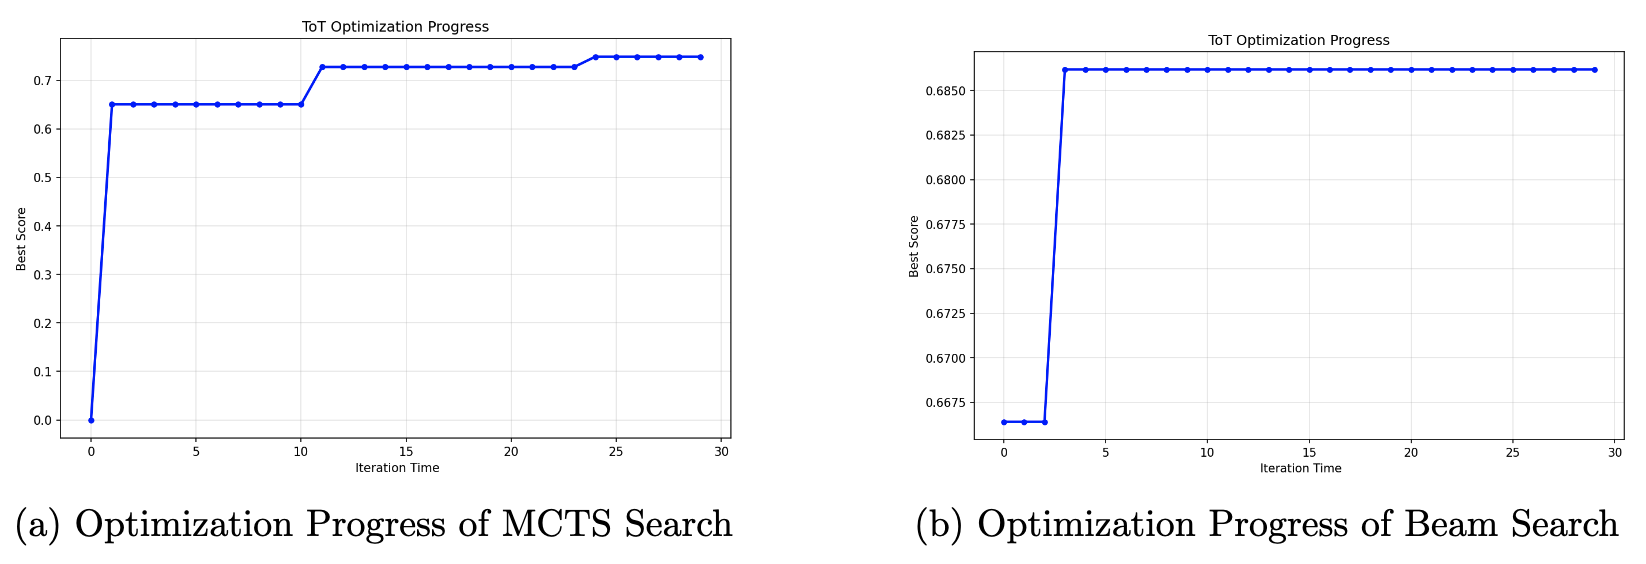 ToT Optimization Progress
Best Score
0.7
0.6
0.5
0.4
0.3
0.2
0.1
0.0
0 5 10 15 20 25 30
Iteration Time
(a) Optimization Progress of MCTS Search
ToT Optimization Progress
Best Score
0.6850
0.6825
0.6800
0.6775
0.6750
0.6725
0.6700
0.6675
0 5 10 15 20 25 30
Iteration Time
(b) Optimization Progress of Beam Search